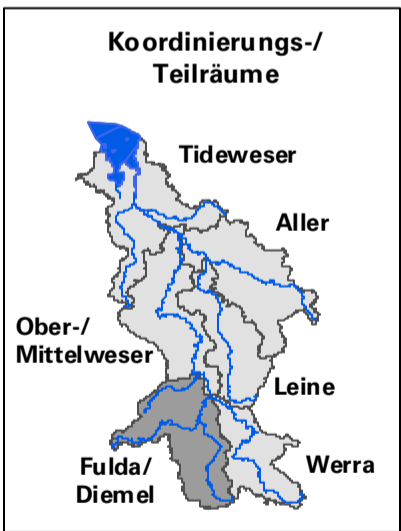 Koordinierungs-/
Teilräume
Tideweser
Aller
Ober-/
Mittelweser
Leine
Fulda/
Diemel
Werra